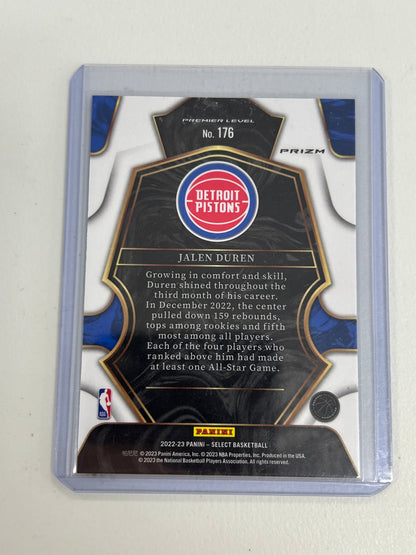 PREMIER LEVEL
No. 176
PRIZM
DETROIT
PISTONS
JALEN DUREN
Growing in comfort and skill,
Duren shined throughout the
third month of his career.
In December 2022, the center
pulled down 159 rebounds,
tops among rookies and fifth
most among all players.
Each of the four players who
ranked above him had made
at least one All-Star Game.
PANINI
2022-23 PANINI – SELECT BASKETBALL
帕尼尼 © 2023 Panini America, Inc. © 2023 NBA Properties, Inc. Produced in the USA.
© 2023 the National Basketball Players Association. All rights reserved.